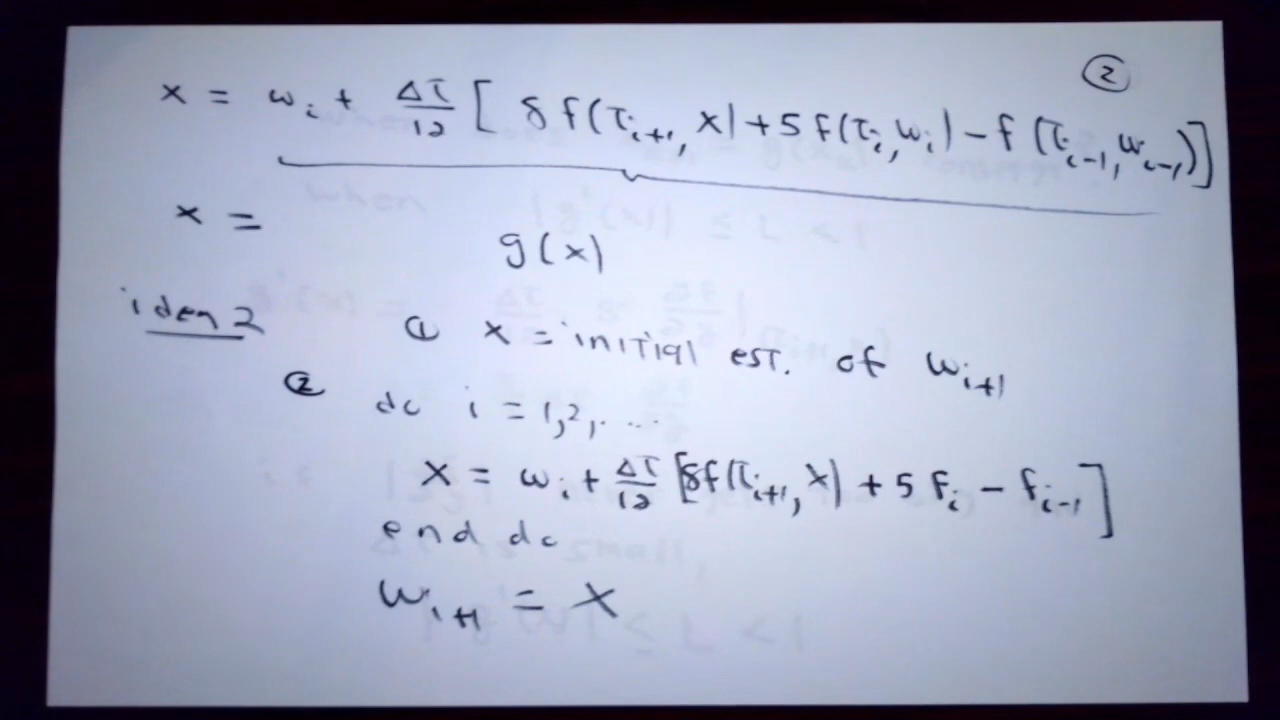 ②
x = wᵢ + Δτ/12 [ 8 f(τᵢ₊₁, x) + 5 f(τᵢ, wᵢ) − f(τᵢ₋₁, wᵢ₋₁)]
x = g(x)
idea 2 ① x = initial est. of wᵢ₊₁
② do i = 1,2,.....
x = wᵢ + Δτ/12 [8f(τᵢ₊₁, x) + 5 fᵢ − fᵢ₋₁]
end do
wᵢ₊₁ = x